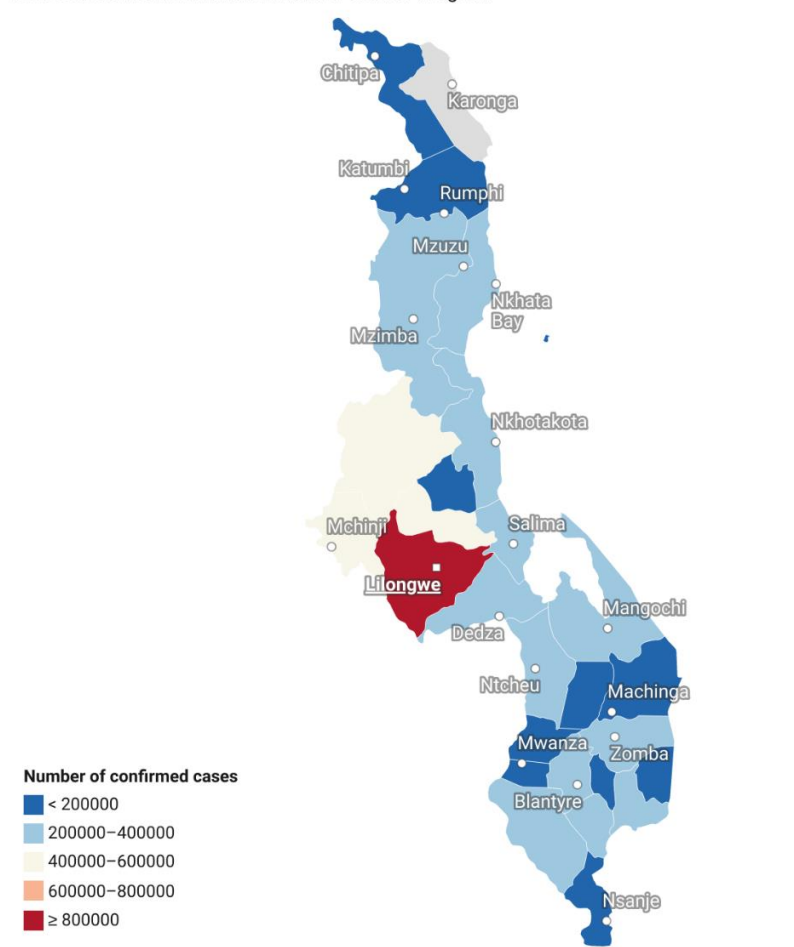 Chitipa
Karonga
Katumbi
Rumphi
Mzuzu
Nkhata
Bay
Mzimba
Nkhotakota
Mchinji
Salima
Lilongwe
Mangochi
Dedza
Ntcheu
Machinga
Mwanza
Zomba
Blantyre
Nsanje
Number of confirmed cases
< 200000
200000–400000
400000–600000
600000–800000
≥ 800000